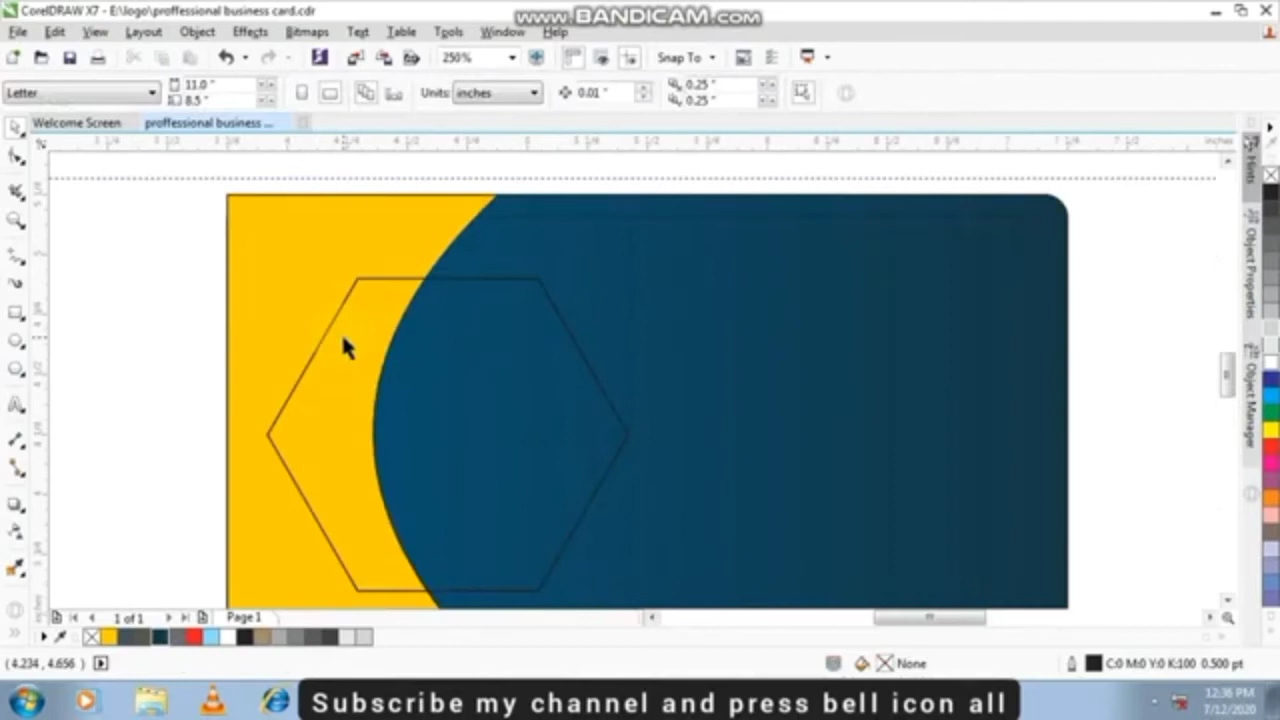 CorelDRAW X7 - E:\logo\proffessional business card.cdr
www.BANDICAM.com
File Edit View Layout Object Effects Bitmaps Text Table Tools Window Help
250% Snap To
Letter 11.0 " 8.5 " Units: inches 0.01 " 0.25 " 0.25 "
Welcome Screen proffessional business ...
inches
Hints
Object Properties
Object Manager
1 of 1 Page 1
(4.234 , 4.656 ) None C:0 M:0 Y:0 K:100 0.500 pt
Subscribe my channel and press bell icon all
12:36 PM
7/12/2020